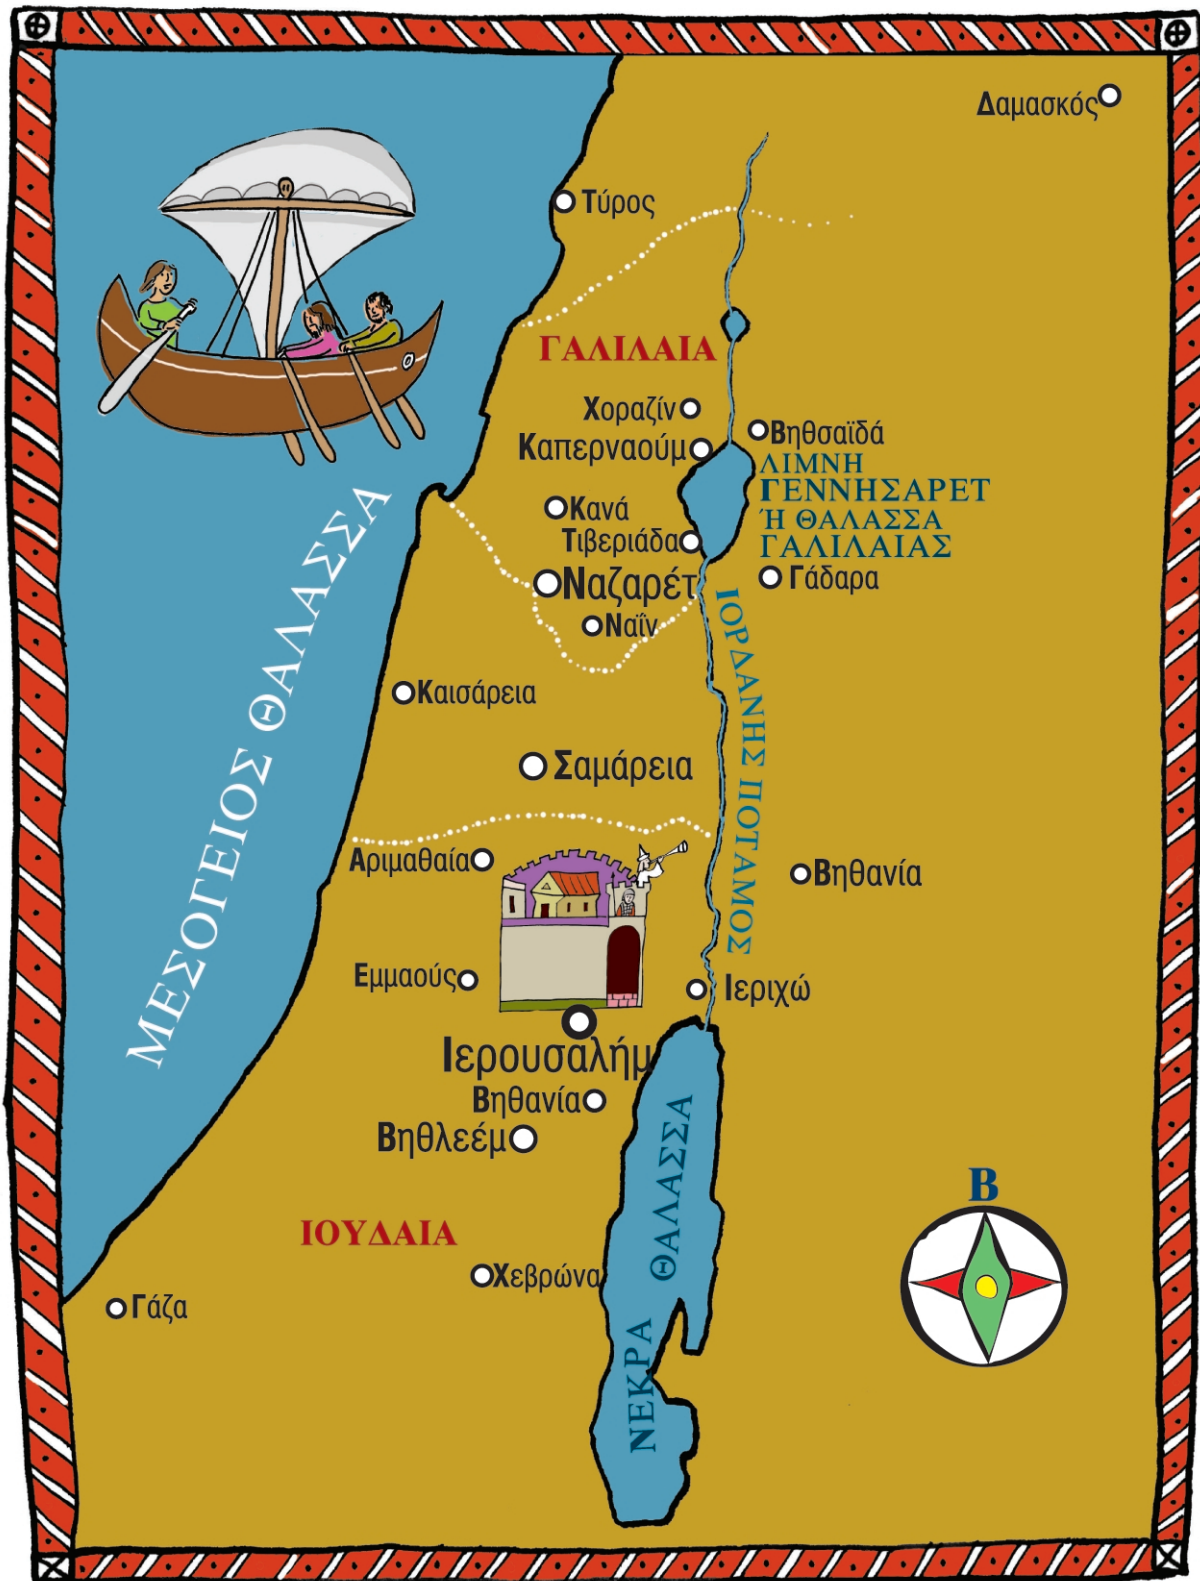 Δαμασκός
Τύρος
ΓΑΛΙΛΑΙΑ
Χοραζίν
Βηθσαϊδά
Καπερναούμ
ΛΙΜΝΗ
ΓΕΝΝΗΣΑΡΕΤ
Ή ΘΑΛΑΣΣΑ
ΓΑΛΙΛΑΙΑΣ
Κανά
Τιβεριάδα
Ναζαρέτ
Γάδαρα
Ναΐν
ΜΕΣΟΓΕΙΟΣ ΘΑΛΑΣΣΑ
ΙΟΡΔΑΝΗΣ ΠΟΤΑΜΟΣ
Καισάρεια
Σαμάρεια
Αριμαθαία
Βηθανία
Εμμαούς
Ιεριχώ
Ιερουσαλήμ
Βηθανία
Βηθλεέμ
ΝΕΚΡΑ ΘΑΛΑΣΣΑ
Β
ΙΟΥΔΑΙΑ
Χεβρώνα
Γάζα